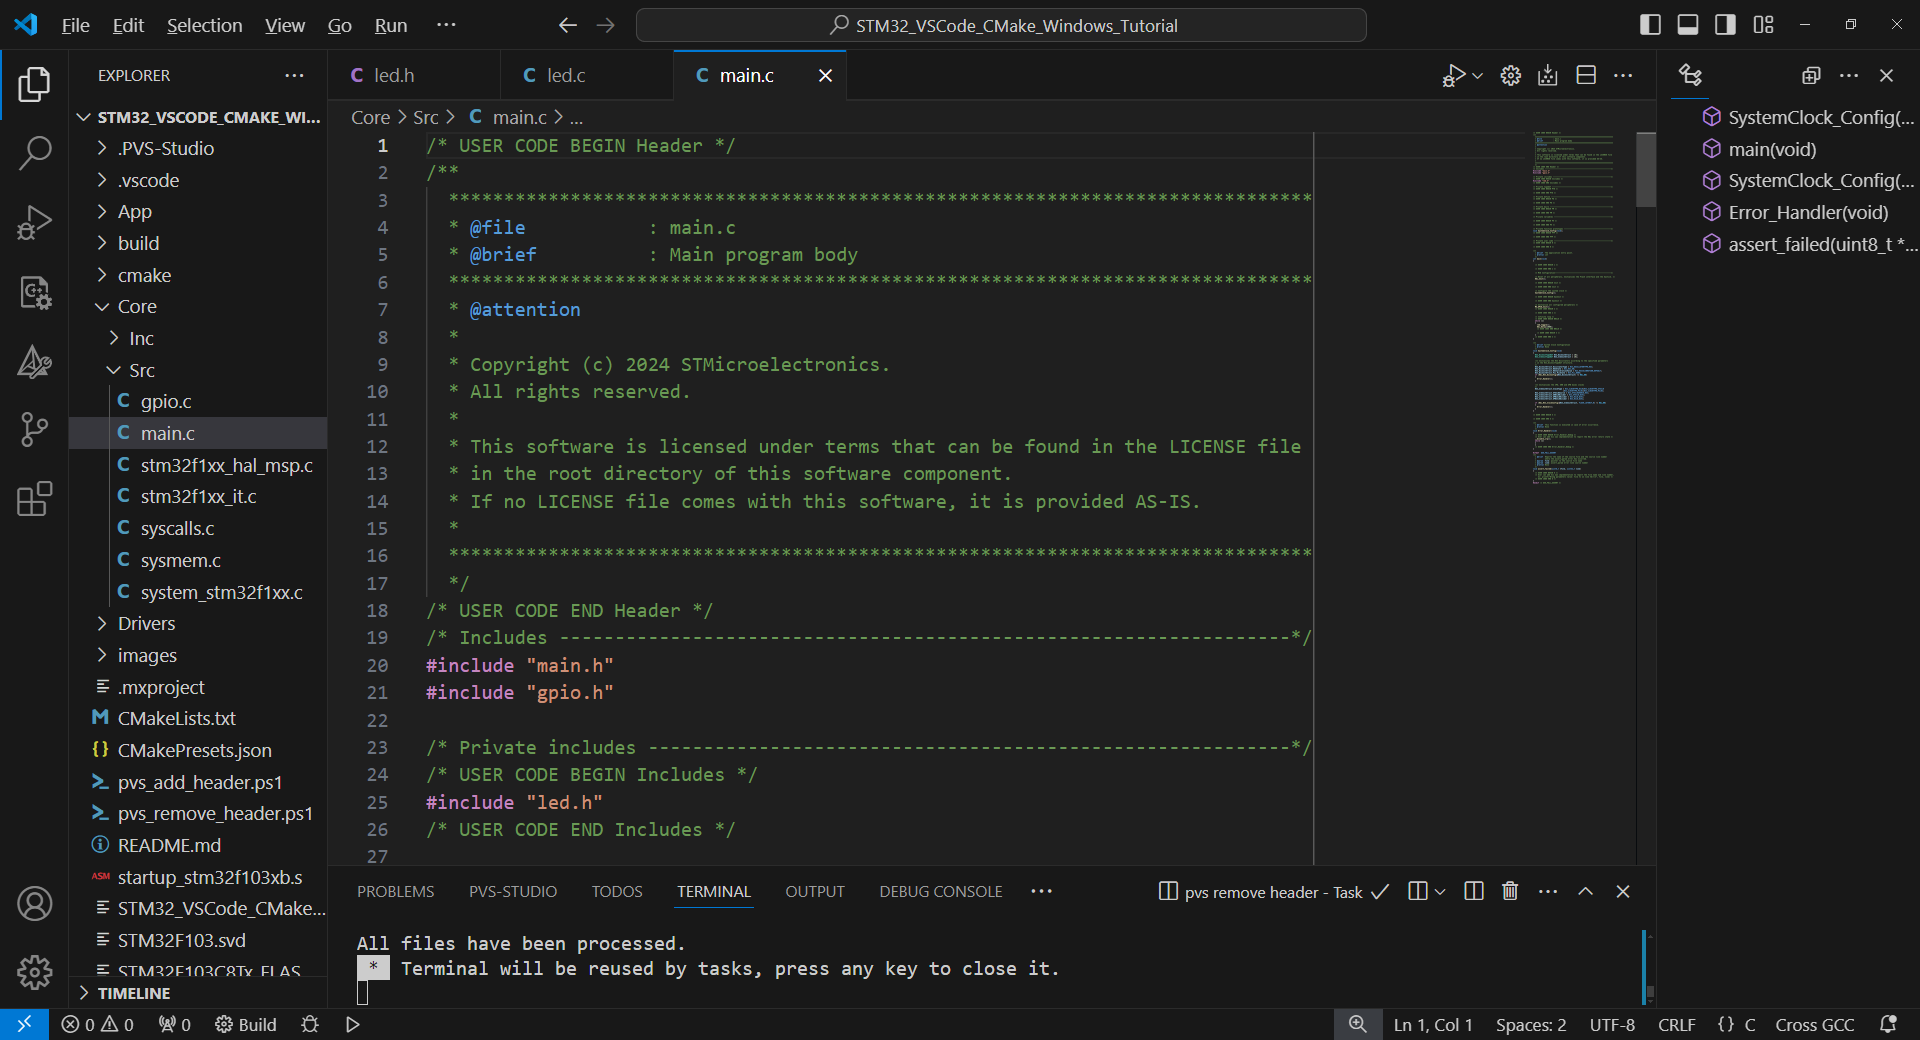 File Edit Selection View Go Run ··· STM32_VSCode_CMake_Windows_Tutorial
EXPLORER ···
STM32_VSCODE_CMAKE_WI...
.PVS-Studio
.vscode
App
build
cmake
Core
Inc
Src
C gpio.c
C main.c
C stm32f1xx_hal_msp.c
C stm32f1xx_it.c
C syscalls.c
C sysmem.c
C system_stm32f1xx.c
Drivers
images
.mxproject
M CMakeLists.txt
{} CMakePresets.json
pvs_add_header.ps1
pvs_remove_header.ps1
README.md
ASM startup_stm32f103xb.s
STM32_VSCode_CMake...
STM32F103.svd
STM32F103C8Tx_FLAS
TIMELINE
C led.h C led.c C main.c
Core > Src > C main.c > ...
1 /* USER CODE BEGIN Header */
2 /**
3 ******************************************************************************
4 * @file : main.c
5 * @brief : Main program body
6 ******************************************************************************
7 * @attention
8 *
9 * Copyright (c) 2024 STMicroelectronics.
10 * All rights reserved.
11 *
12 * This software is licensed under terms that can be found in the LICENSE file
13 * in the root directory of this software component.
14 * If no LICENSE file comes with this software, it is provided AS-IS.
15 *
16 ******************************************************************************
17 */
18 /* USER CODE END Header */
19 /* Includes ------------------------------------------------------------------*/
20 #include "main.h"
21 #include "gpio.h"
22
23 /* Private includes ----------------------------------------------------------*/
24 /* USER CODE BEGIN Includes */
25 #include "led.h"
26 /* USER CODE END Includes */
27
SystemClock_Config(...
main(void)
SystemClock_Config(...
Error_Handler(void)
assert_failed(uint8_t *...
PROBLEMS PVS-STUDIO TODOS TERMINAL OUTPUT DEBUG CONSOLE ··· pvs remove header - Task
All files have been processed.
* Terminal will be reused by tasks, press any key to close it.
0 0 0 Build Ln 1, Col 1 Spaces: 2 UTF-8 CRLF {} C Cross GCC